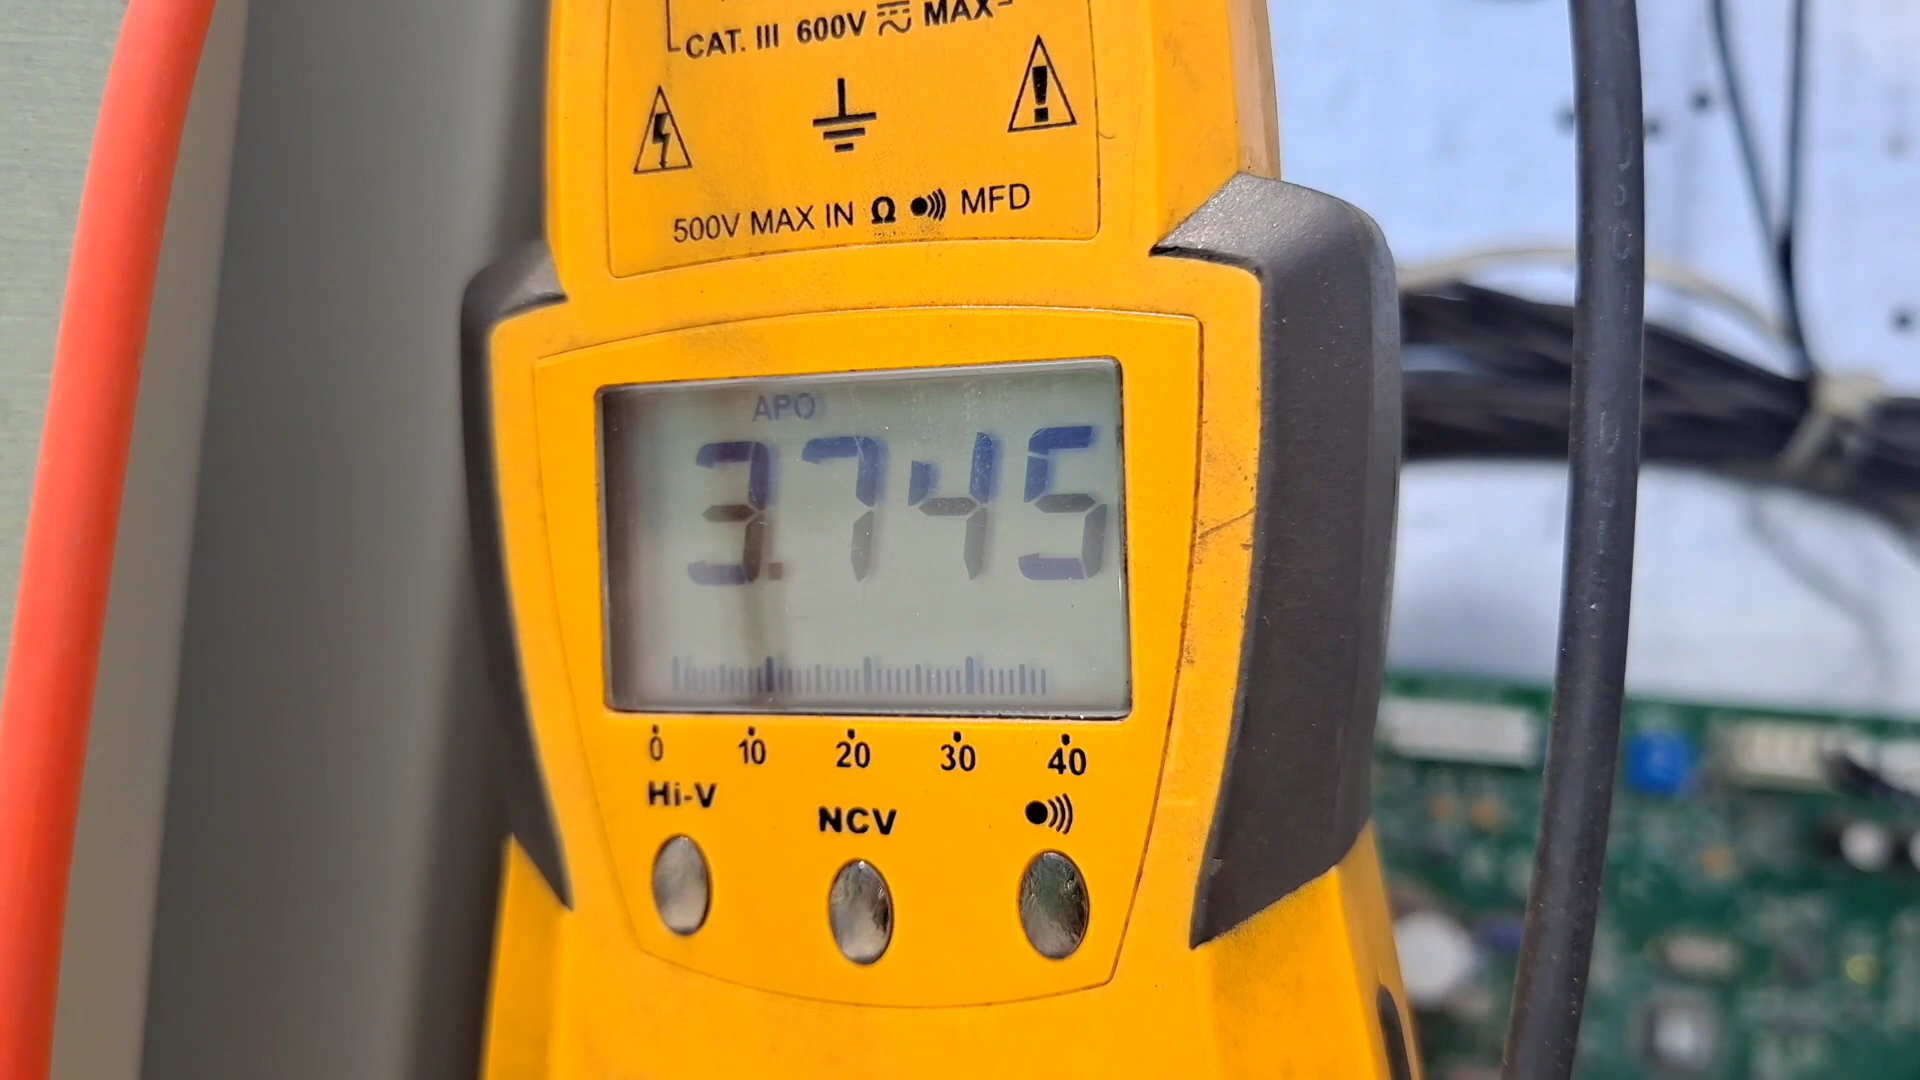 CAT. III 600V MAX
500V MAX IN Ω MFD
APO
3.745
0 10 20 30 40
Hi-V NCV